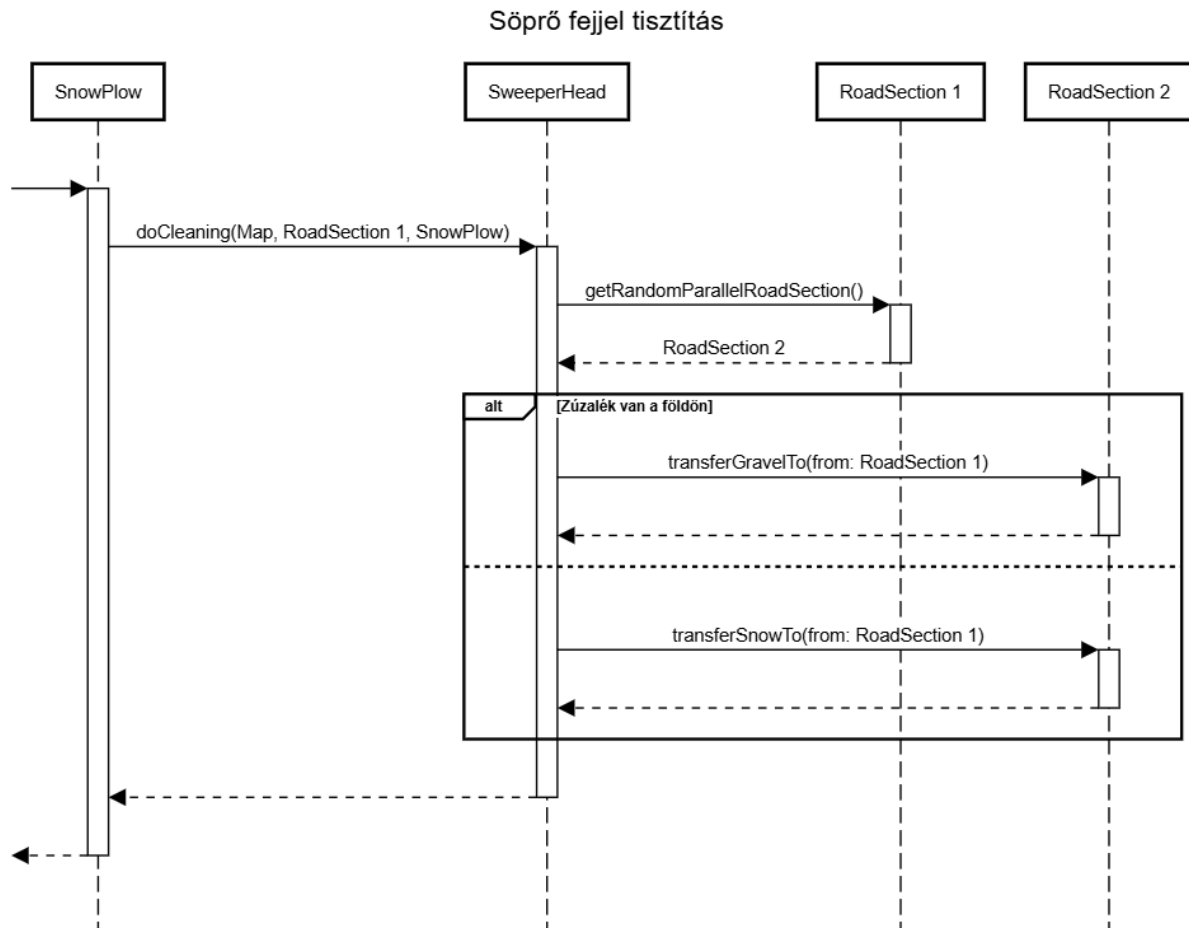 Söprő fejjel tisztítás
SnowPlow
SweeperHead
RoadSection 1
RoadSection 2
doCleaning(Map, RoadSection 1, SnowPlow)
getRandomParallelRoadSection()
RoadSection 2
alt
[Zúzalék van a földön]
transferGravelTo(from: RoadSection 1)
transferSnowTo(from: RoadSection 1)